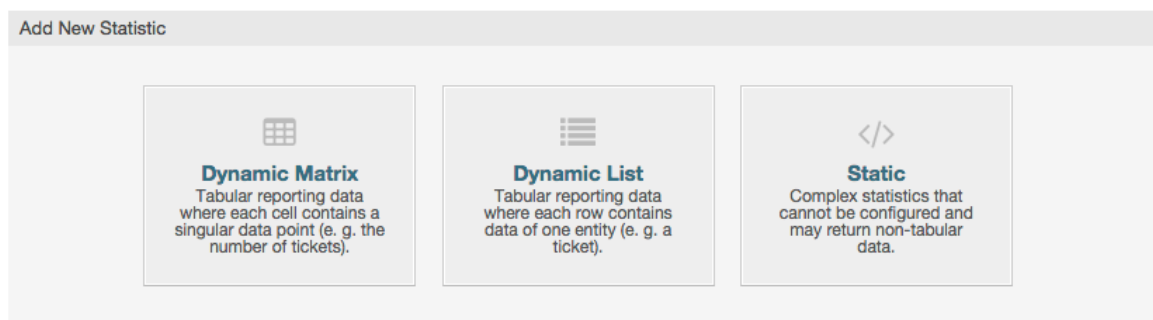 Add New Statistic
Dynamic Matrix
Tabular reporting data
where each cell contains a
singular data point (e. g. the
number of tickets).
Dynamic List
Tabular reporting data
where each row contains
data of one entity (e. g. a
ticket).
Static
Complex statistics that
cannot be configured and
may return non-tabular
data.